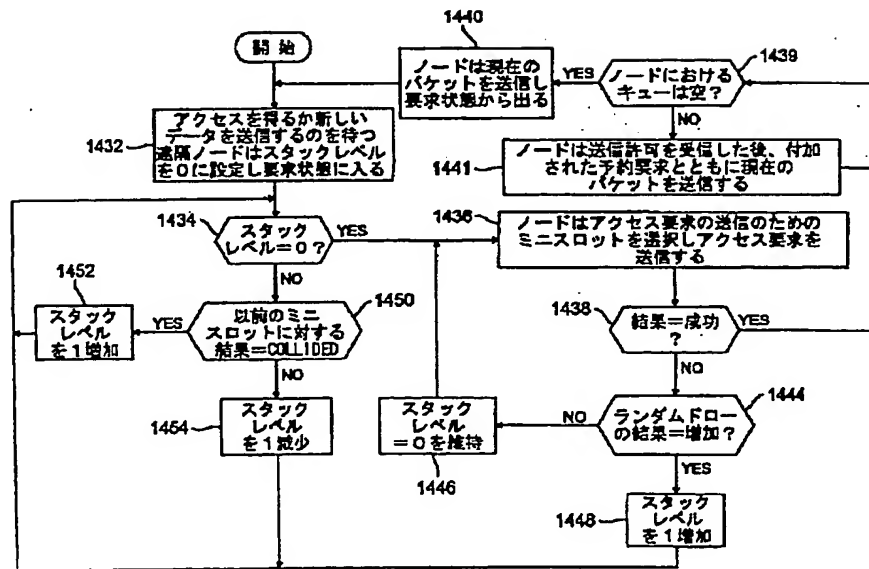 開始
1440
ノードは現在の
パケットを送信し
要求状態から出る
YES
1439
ノードにおける
キューは空?
NO
1432
アクセスを得るか新しい
データを送信するのを待つ
遠隔ノードはスタックレベル
を0に設定し要求状態に入る
1441
ノードは送信許可を受信した後、付加
された予約要求とともに現在の
パケットを送信する
1434
スタック
レベル=0?
YES
NO
1436
ノードはアクセス要求の送信のための
ミニスロットを選択しアクセス要求を
送信する
1452
スタック
レベル
を1増加
YES
1450
以前のミニ
スロットに対する
結果=COLLIDED
NO
1438
結果=成功
?
YES
NO
1454
スタック
レベル
を1減少
スタック
レベル
=0を維持
1446
NO
1444
ランダムドロー
の結果=増加?
YES
1448
スタック
レベル
を1増加